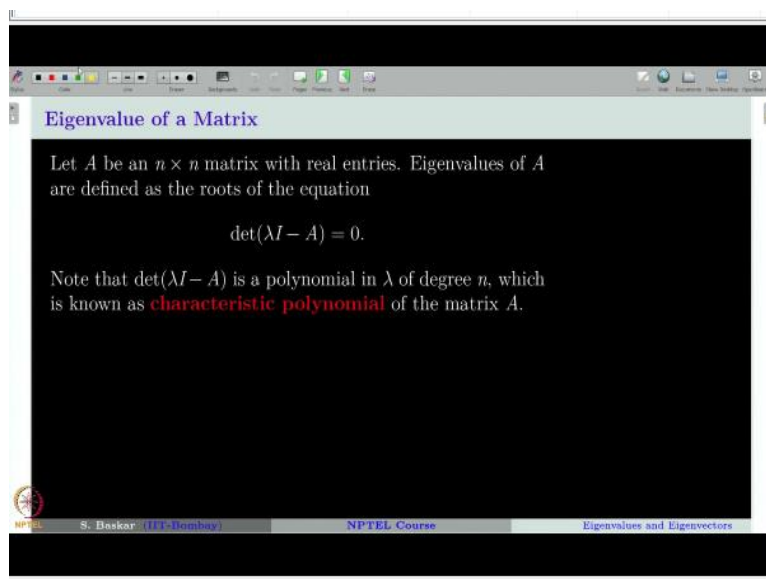 Eigenvalue of a Matrix
Let A be an n × n matrix with real entries. Eigenvalues of A
are defined as the roots of the equation
det(λI − A) = 0.
Note that det(λI − A) is a polynomial in λ of degree n, which
is known as characteristic polynomial of the matrix A.
NPTEL
S. Baskar (IIT-Bombay) NPTEL Course Eigenvalues and Eigenvectors